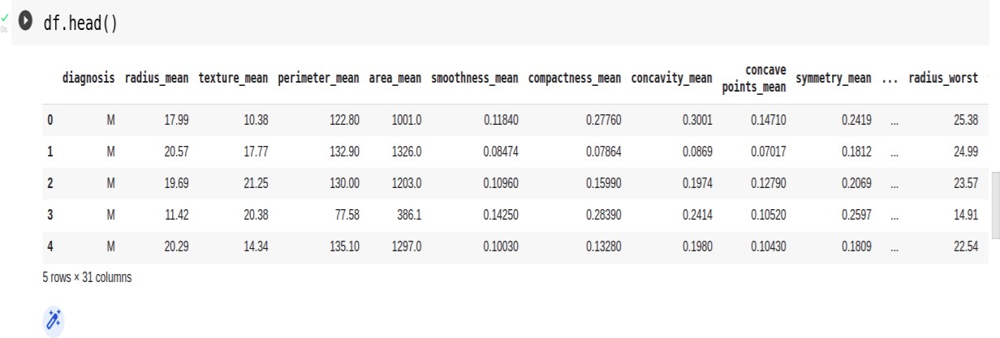 df.head()
0s
diagnosis radius_mean texture_mean perimeter_mean area_mean smoothness_mean compactness_mean concavity_mean concave points_mean symmetry_mean ... radius_worst
0 M 17.99 10.38 122.80 1001.0 0.11840 0.27760 0.3001 0.14710 0.2419 ... 25.38
1 M 20.57 17.77 132.90 1326.0 0.08474 0.07864 0.0869 0.07017 0.1812 ... 24.99
2 M 19.69 21.25 130.00 1203.0 0.10960 0.15990 0.1974 0.12790 0.2069 ... 23.57
3 M 11.42 20.38 77.58 386.1 0.14250 0.28390 0.2414 0.10520 0.2597 ... 14.91
4 M 20.29 14.34 135.10 1297.0 0.10030 0.13280 0.1980 0.10430 0.1809 ... 22.54
5 rows × 31 columns